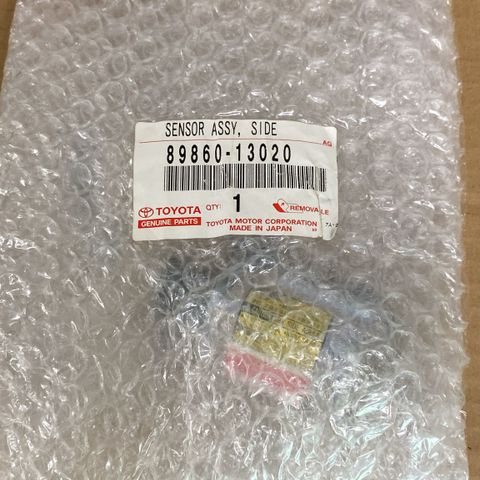 SENSOR ASSY, SIDE
AG
89860-13020
TOYOTA
GENUINE PARTS
QTY: 1
REMOVABLE
TOYOTA MOTOR CORPORATION
MADE IN JAPAN